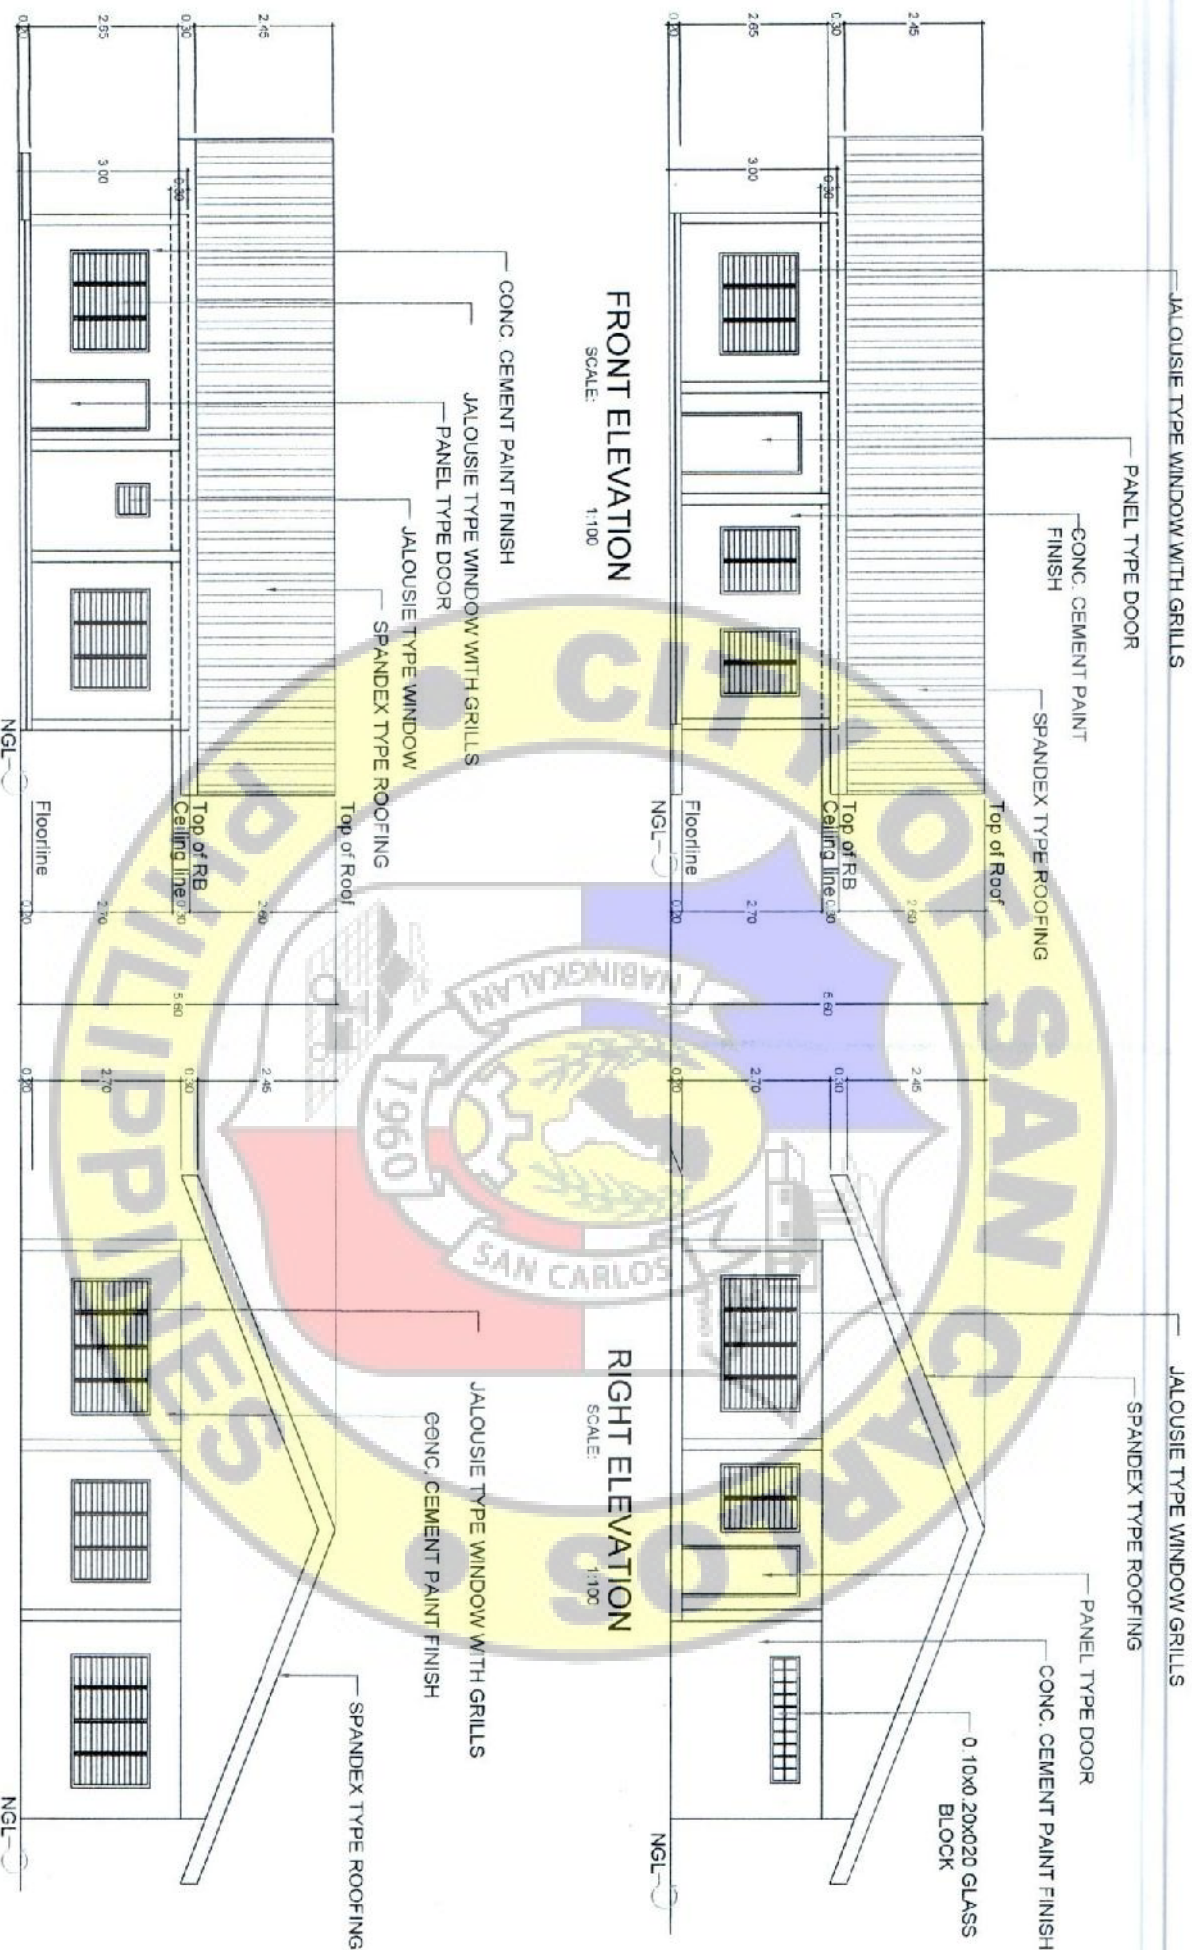 JALOUSIE TYPE WINDOW WITH GRILLS
PANEL TYPE DOOR
CONC. CEMENT PAINT
FINISH
SPANDEX TYPE ROOFING
2.45
0.30
2.65
0.20
3.00
0.30
Top of Roof
Top of RB
Ceiling line
Floorline
NGL
2.60
0.30
2.70
0.20
5.60
FRONT ELEVATION
SCALE: 1:100
JALOUSIE TYPE WINDOW GRILLS
SPANDEX TYPE ROOFING
PANEL TYPE DOOR
CONC. CEMENT PAINT FINISH
0.10x0.20x020 GLASS
BLOCK
2.45
0.30
2.70
0.20
NGL
RIGHT ELEVATION
SCALE: 1:100
CONC. CEMENT PAINT FINISH
JALOUSIE TYPE WINDOW WITH GRILLS
PANEL TYPE DOOR
JALOUSIE TYPE WINDOW
SPANDEX TYPE ROOFING
2.45
0.30
2.65
0.20
3.00
0.30
Top of Roof
Top of RB
Ceiling line
Floorline
NGL
2.60
0.30
2.70
0.20
5.60
JALOUSIE TYPE WINDOW WITH GRILLS
CONC. CEMENT PAINT FINISH
SPANDEX TYPE ROOFING
2.45
0.30
2.70
0.20
NGL
CITY OF SAN CARLOS
PHILIPPINES
MABINGKALAN
1960
SAN CARLOS